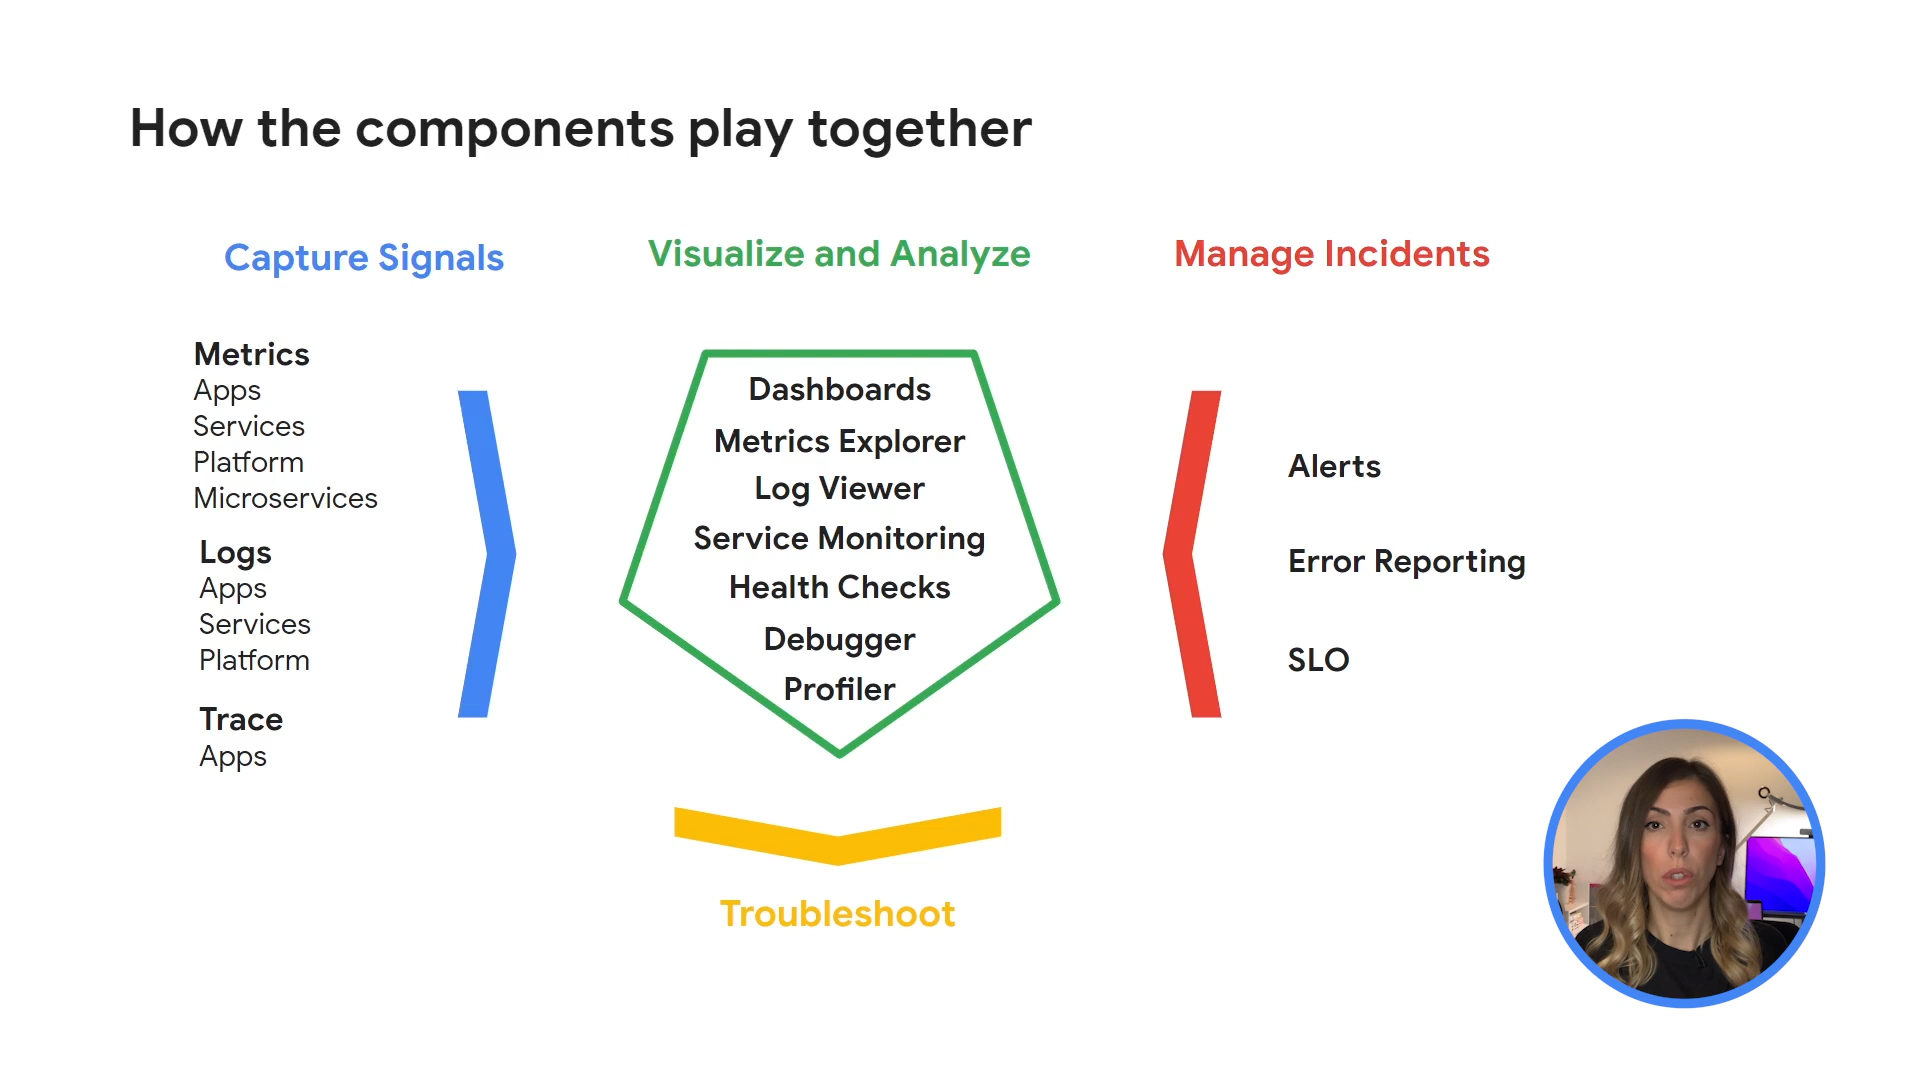 How the components play together
Capture Signals
Metrics
Apps
Services
Platform
Microservices
Logs
Apps
Services
Platform
Trace
Apps
Visualize and Analyze
Dashboards
Metrics Explorer
Log Viewer
Service Monitoring
Health Checks
Debugger
Profiler
Manage Incidents
Alerts
Error Reporting
SLO
Troubleshoot